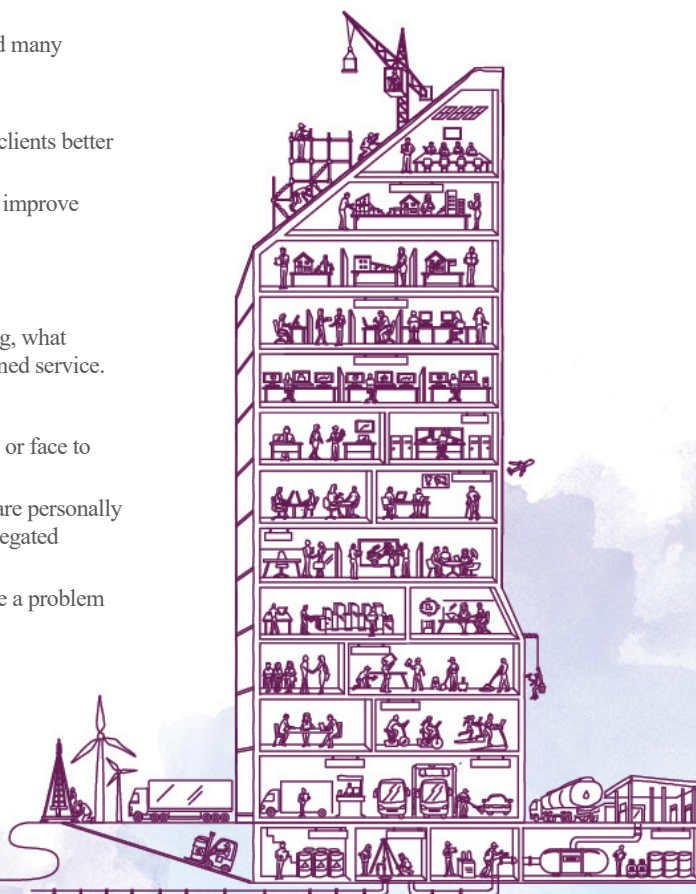 d many
clients better
improve
g, what
ned service.
or face to
are personally
egated
e a problem